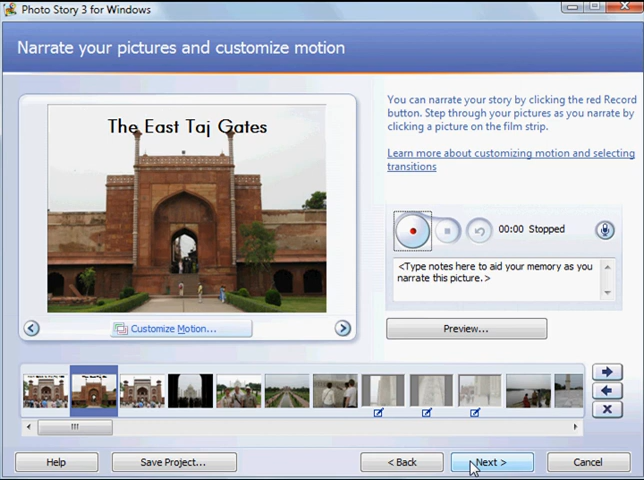 Photo Story 3 for Windows
Narrate your pictures and customize motion
The East Taj Gates
You can narrate your story by clicking the red Record
button. Step through your pictures as you narrate by
clicking a picture on the film strip.
Learn more about customizing motion and selecting
transitions
00:00 Stopped
<Type notes here to aid your memory as you
narrate this picture.>
Customize Motion...
Preview...
Help
Save Project...
< Back
Next >
Cancel